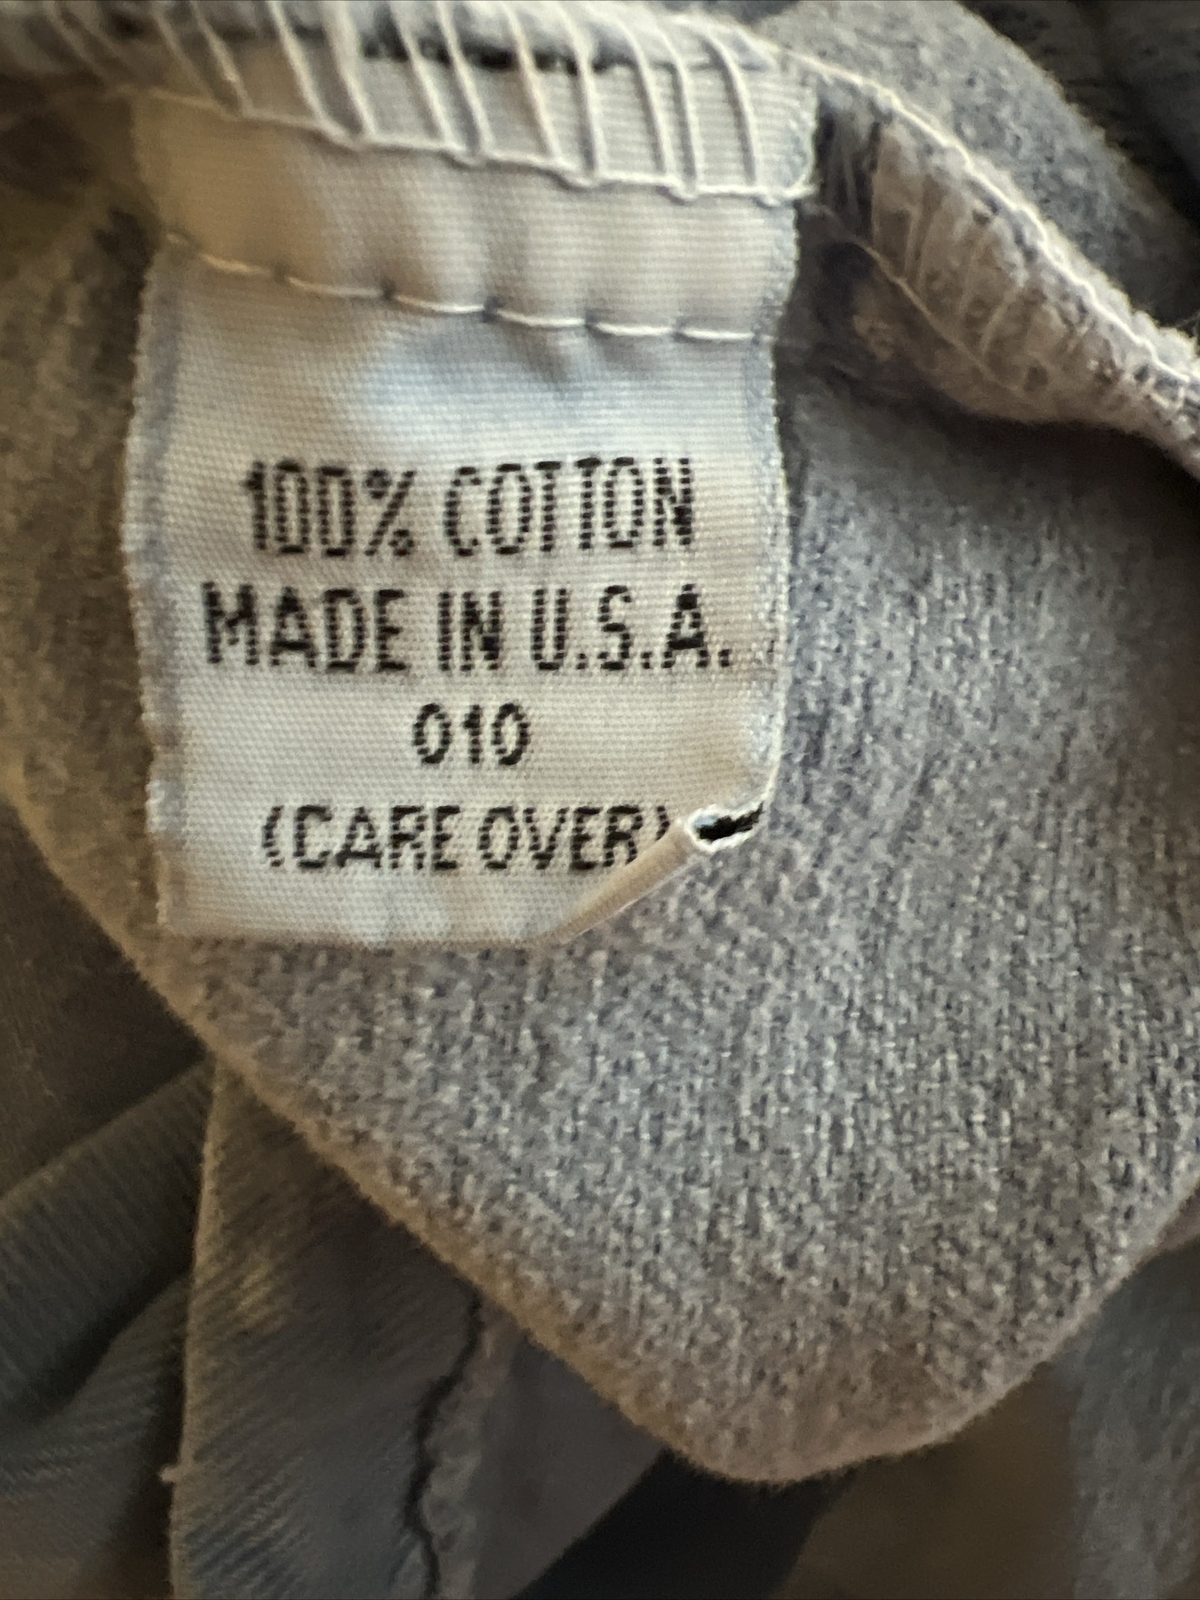 100% COTTON
MADE IN U.S.A.
010
(CARE OVER)